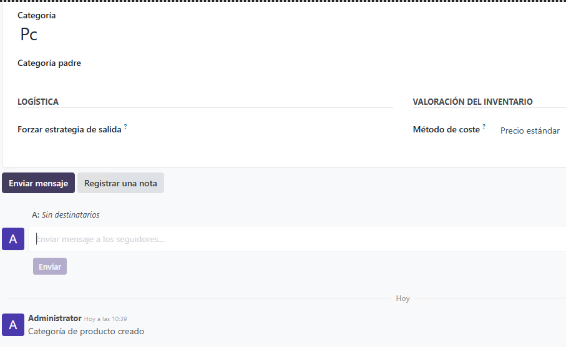 Categoría
Pc
Categoría padre
LOGÍSTICA
VALORACIÓN DEL INVENTARIO
Forzar estrategia de salida ?
Método de coste ? Precio estándar
Enviar mensaje Registrar una nota
A: Sin destinatarios
A Enviar mensaje a los seguidores...
Enviar
Hoy
A Administrator Hoy a las 10:39
Categoría de producto creado